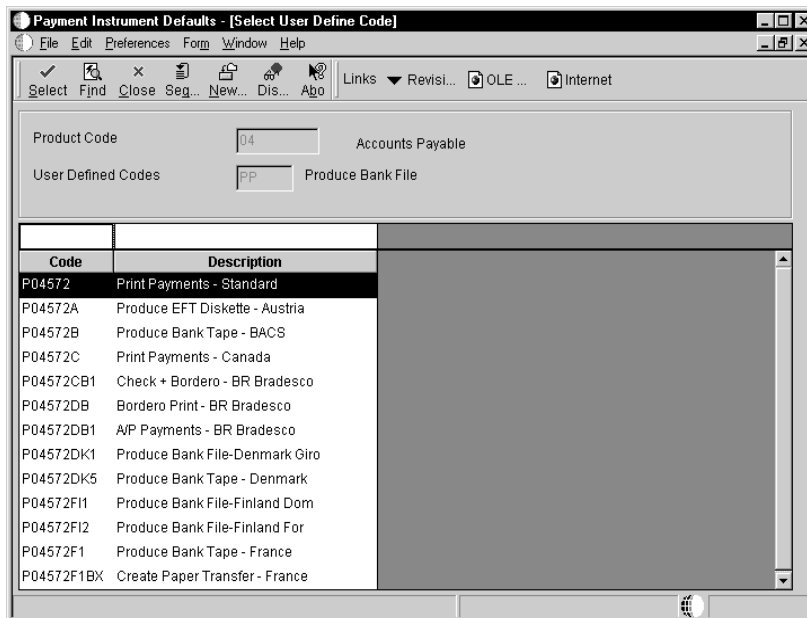 Payment Instrument Defaults - [Select User Define Code]
File Edit Preferences Form Window Help
Select Find Close Seq... New... Dis... Abo Links Revisi... OLE ... Internet
Product Code 04 Accounts Payable
User Defined Codes PP Produce Bank File
Code Description
P04572 Print Payments - Standard
P04572A Produce EFT Diskette - Austria
P04572B Produce Bank Tape - BACS
P04572C Print Payments - Canada
P04572CB1 Check + Bordero - BR Bradesco
P04572DB Bordero Print - BR Bradesco
P04572DB1 A/P Payments - BR Bradesco
P04572DK1 Produce Bank File-Denmark Giro
P04572DK5 Produce Bank Tape - Denmark
P04572FI1 Produce Bank File-Finland Dom
P04572FI2 Produce Bank File-Finland For
P04572F1 Produce Bank Tape - France
P04572F1BX Create Paper Transfer - France